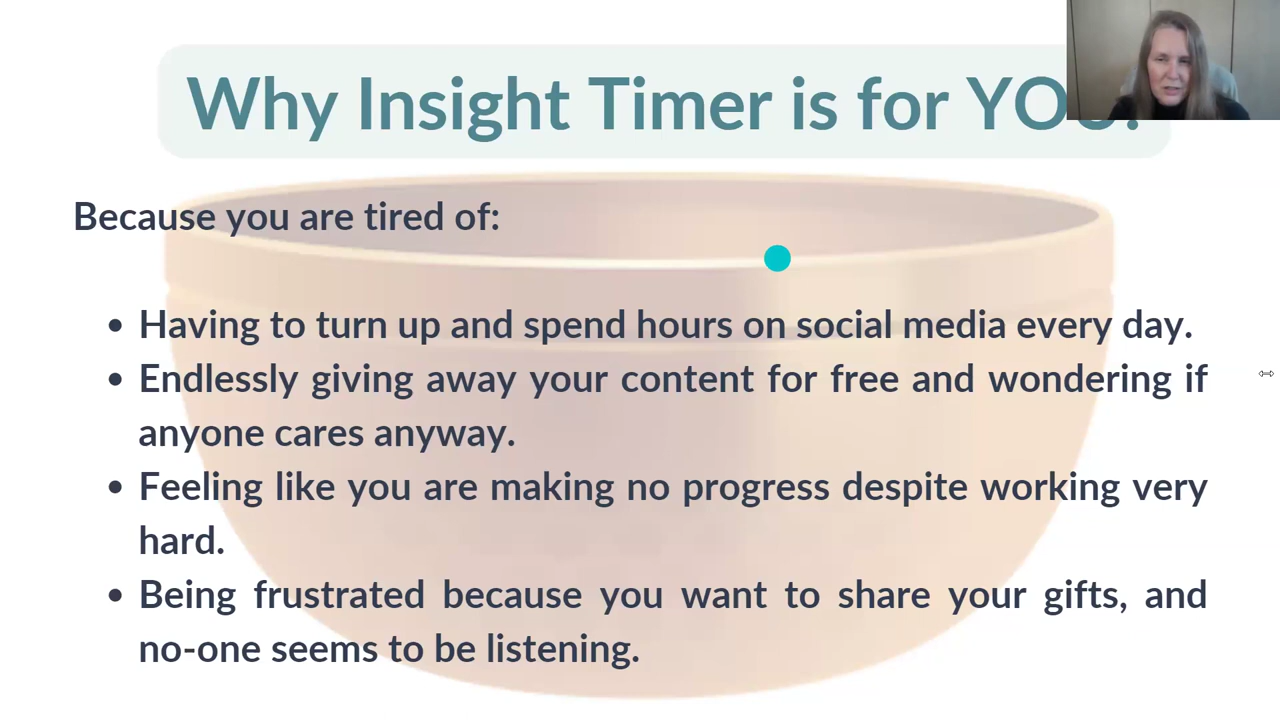 Why Insight Timer is for YOU?
Because you are tired of:
• Having to turn up and spend hours on social media every day.
• Endlessly giving away your content for free and wondering if
anyone cares anyway.
• Feeling like you are making no progress despite working very
hard.
• Being frustrated because you want to share your gifts, and
no-one seems to be listening.